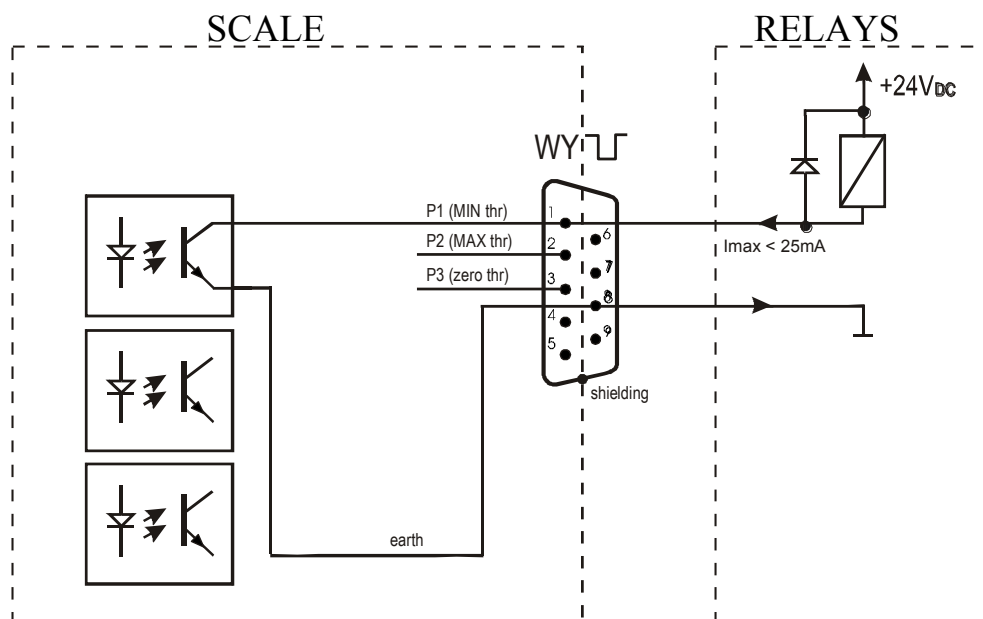 SCALE
RELAYS
+24VDC
WY
P1 (MIN thr)
P2 (MAX thr)
P3 (zero thr)
1
2
3
4
5
6
7
8
9
Imax < 25mA
shielding
earth